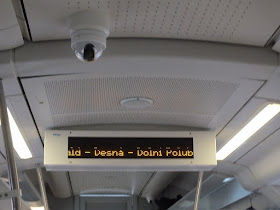 ald - Desná - Dolní Polub